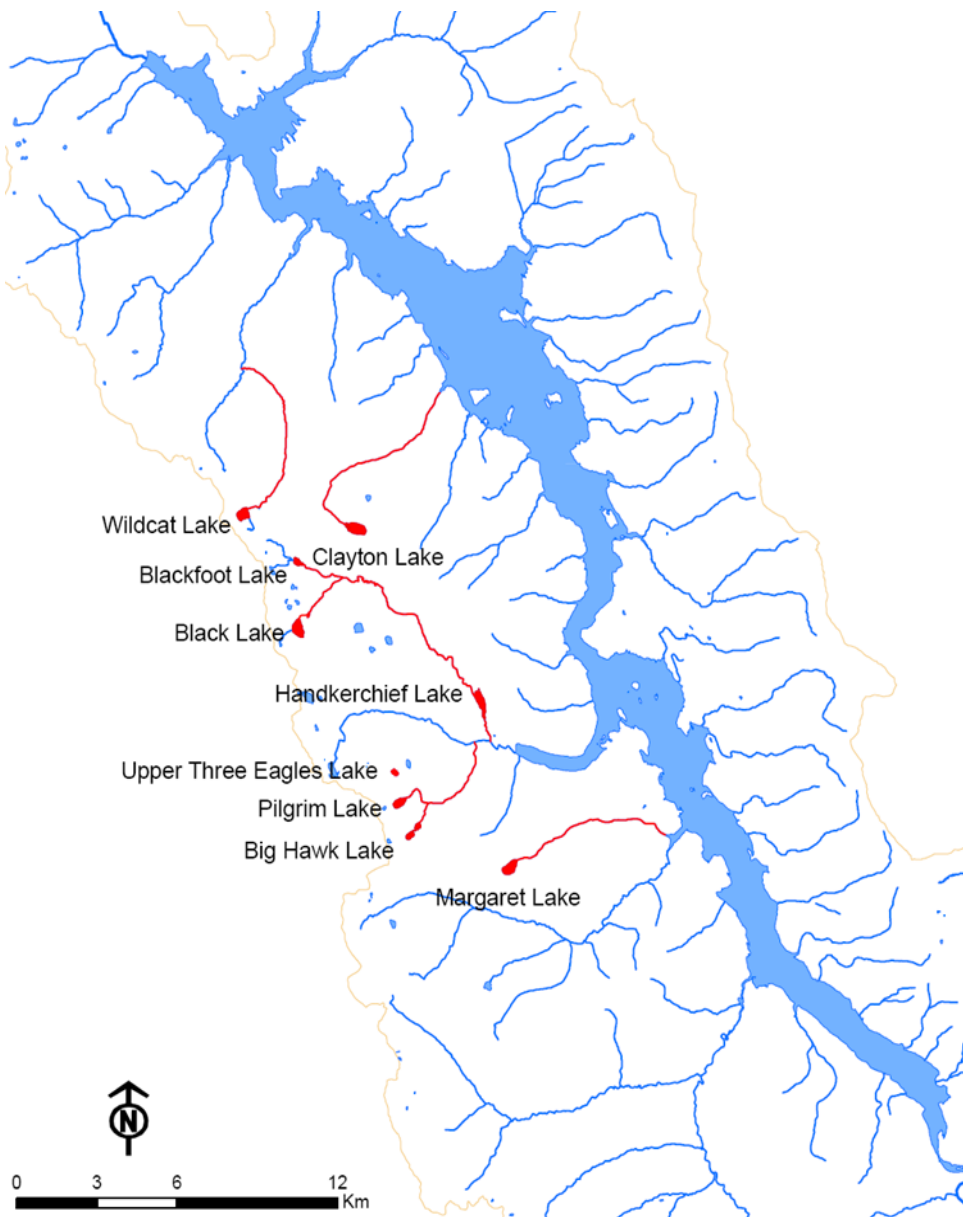 Wildcat Lake
Clayton Lake
Blackfoot Lake
Black Lake
Handkerchief Lake
Upper Three Eagles Lake
Pilgrim Lake
Big Hawk Lake
Margaret Lake
N
0 3 6 12
Km